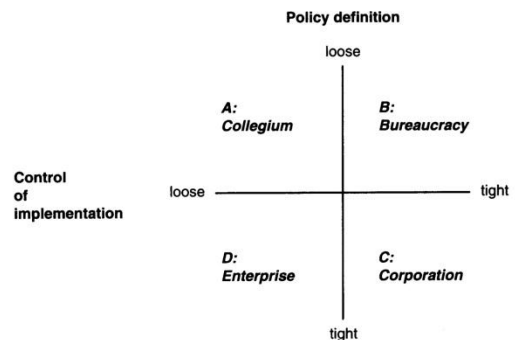 Policy definition
loose
A:
Collegium
B:
Bureaucracy
Control
of
implementation
loose
tight
D:
Enterprise
C:
Corporation
tight